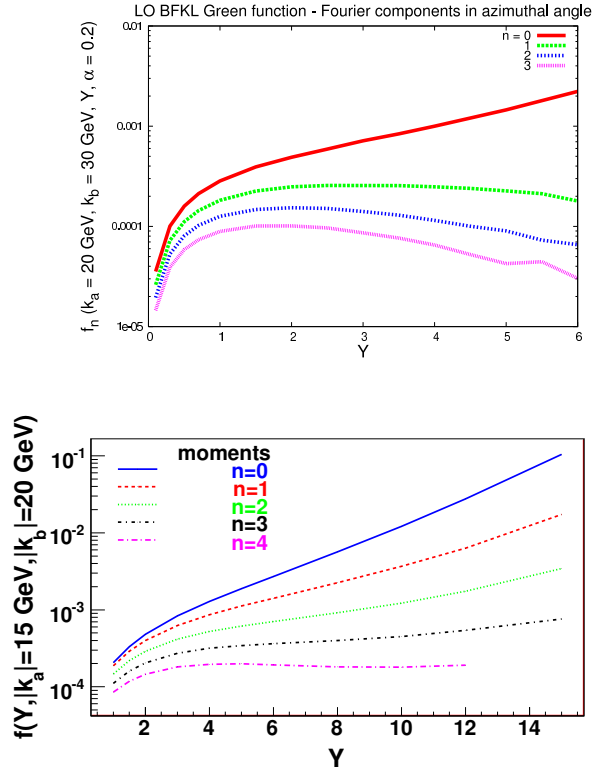 LO BFKL Green function - Fourier components in azimuthal angle
f_n (k_a = 20 GeV, k_b = 30 GeV, Y, α = 0.2)
0.01
0.001
0.0001
1e-05
n = 0
1
2
3
0 1 2 3 4 5 6
Y
f(Y,|k_a|=15 GeV,|k_b|=20 GeV)
10^-1
10^-2
10^-3
10^-4
moments
n=0
n=1
n=2
n=3
n=4
2 4 6 8 10 12 14
Y